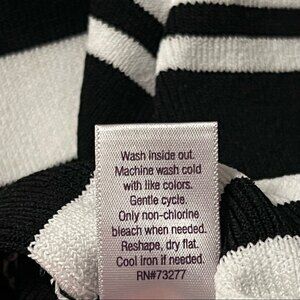 Wash inside out.
Machine wash cold
with like colors.
Gentle cycle.
Only non-chlorine
bleach when needed.
Reshape, dry flat.
Cool iron if needed.
RN#73277